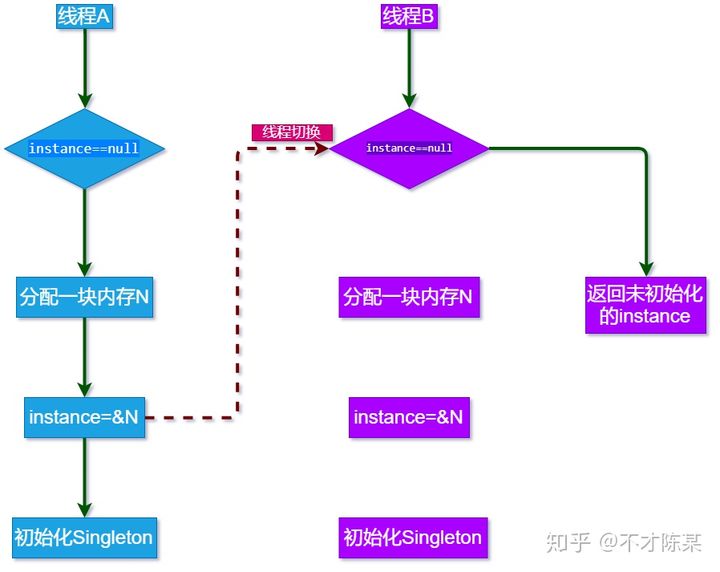 线程A
线程B
线程切换
instance==null
instance==null
分配一块内存N
分配一块内存N
返回未初始化
的instance
instance=&N
instance=&N
初始化Singleton
初始化Singleton
知乎 @不才陈某